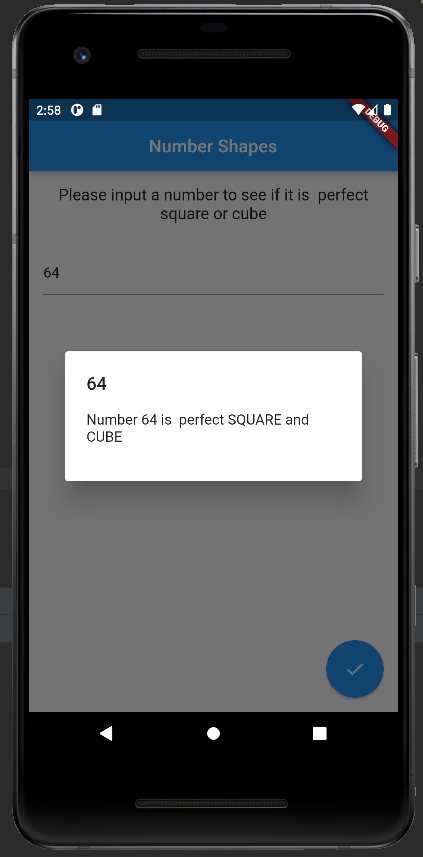 2:58
DEBUG
Number Shapes
Please input a number to see if it is  perfect
square or cube
64
64
Number 64 is  perfect SQUARE and
CUBE